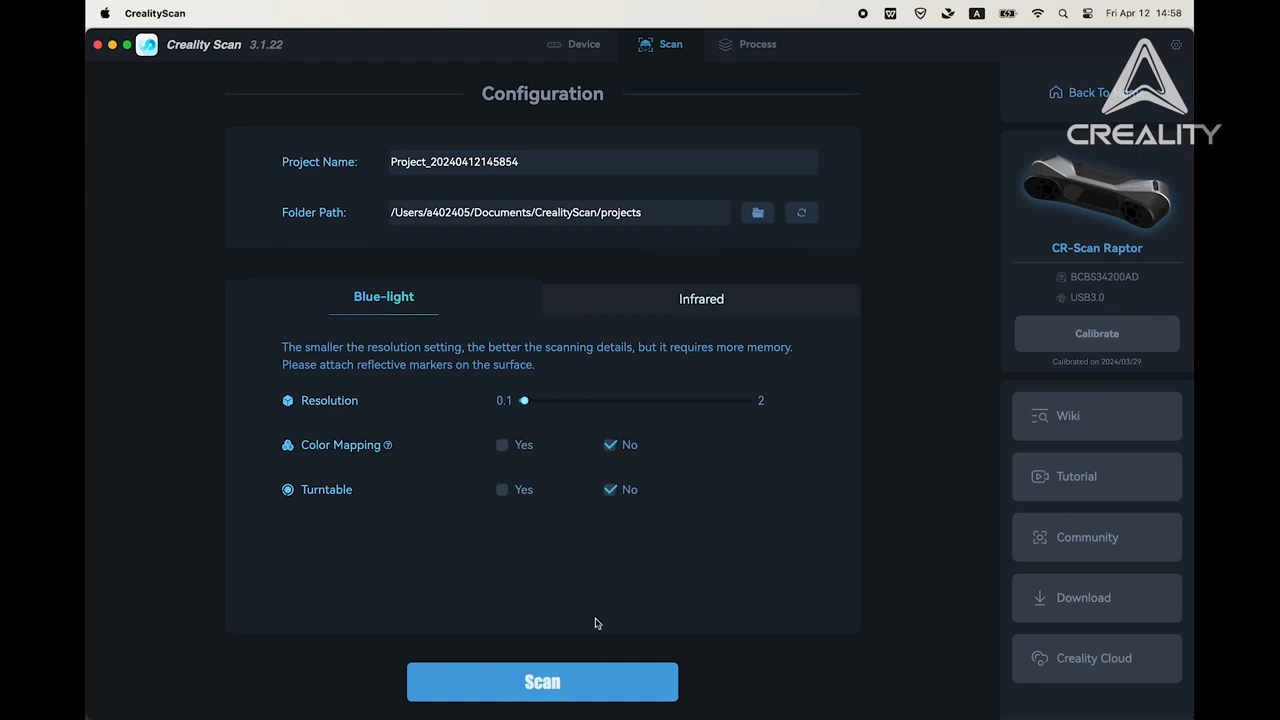 CrealityScan
A
Fri Apr 12 14:58
Creality Scan 3.1.22
Device
Scan
Process
Configuration
Back To
CREALITY
Project Name:
Project_20240412145854
Folder Path:
/Users/a402405/Documents/CrealityScan/projects
CR-Scan Raptor
BCBS34200AD
USB3.0
Calibrate
Calibrated on 2024/03/29
Blue-light
Infrared
The smaller the resolution setting, the better the scanning details, but it requires more memory.
Please attach reflective markers on the surface.
Resolution
0.1
2
Color Mapping
Yes
No
Turntable
Yes
No
Wiki
Tutorial
Community
Download
Creality Cloud
Scan